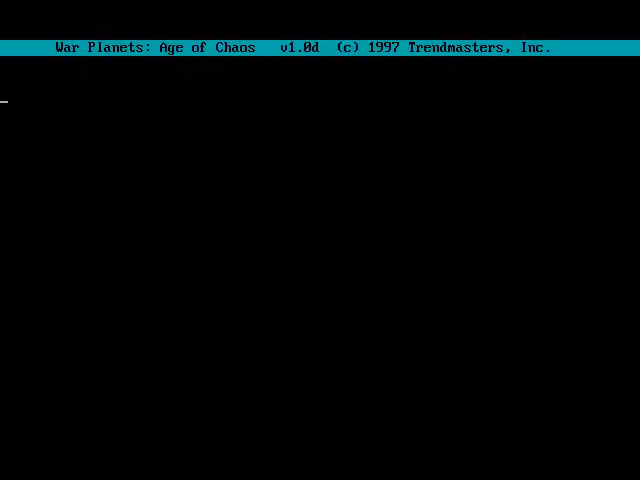 War Planets: Age of Chaos   v1.0d  (c) 1997 Trendmasters, Inc.